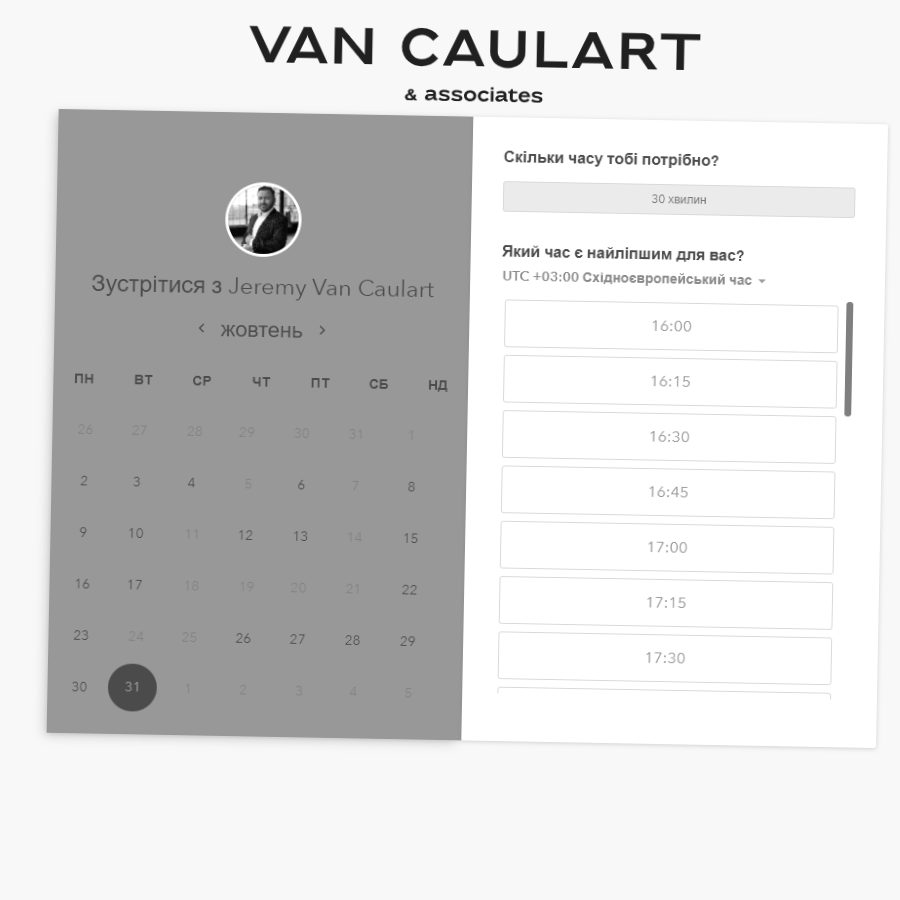 VAN CAULART
& associates
Зустрітися з Jeremy Van Caulart
жовтень
ПН ВТ СР ЧТ ПТ СБ НД
26 27 28 29 30 31 1
2 3 4 5 6 7 8
9 10 11 12 13 14 15
16 17 18 19 20 21 22
23 24 25 26 27 28 29
30 31 1 2 3 4 5
Скільки часу тобі потрібно?
30 хвилин
Який час є найліпшим для вас?
UTC +03:00 Східноєвропейський час
16:00
16:15
16:30
16:45
17:00
17:15
17:30